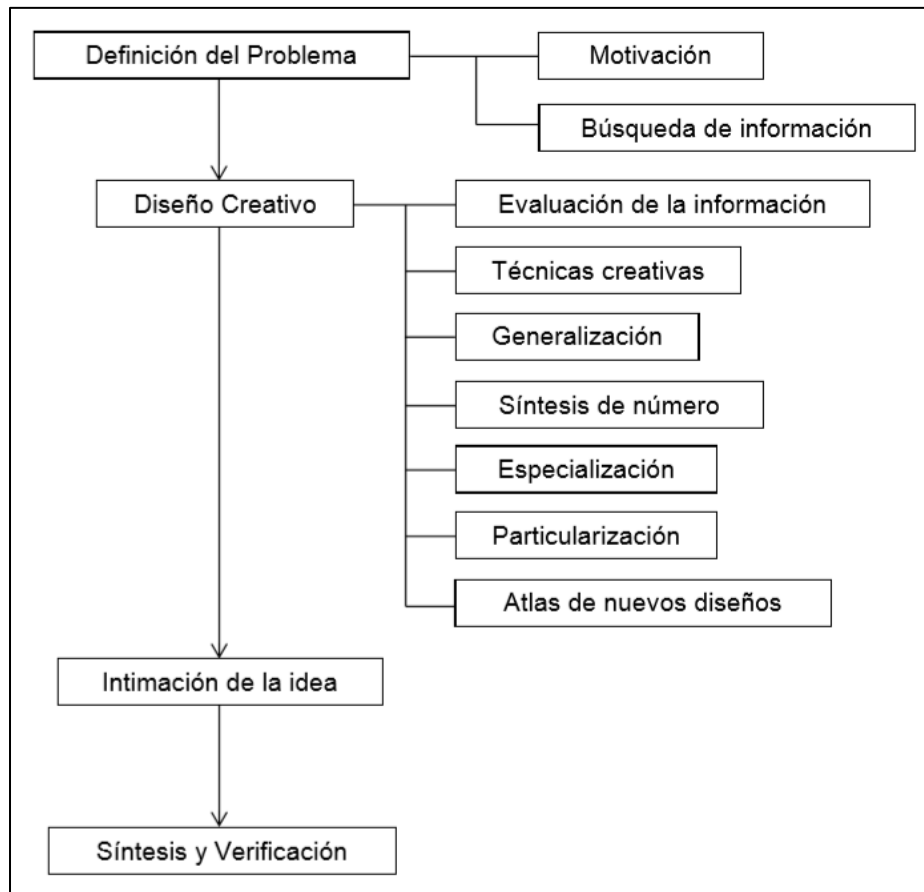 Definición del Problema
Motivación
Búsqueda de información
Diseño Creativo
Evaluación de la información
Técnicas creativas
Generalización
Síntesis de número
Especialización
Particularización
Atlas de nuevos diseños
Intimación de la idea
Síntesis y Verificación